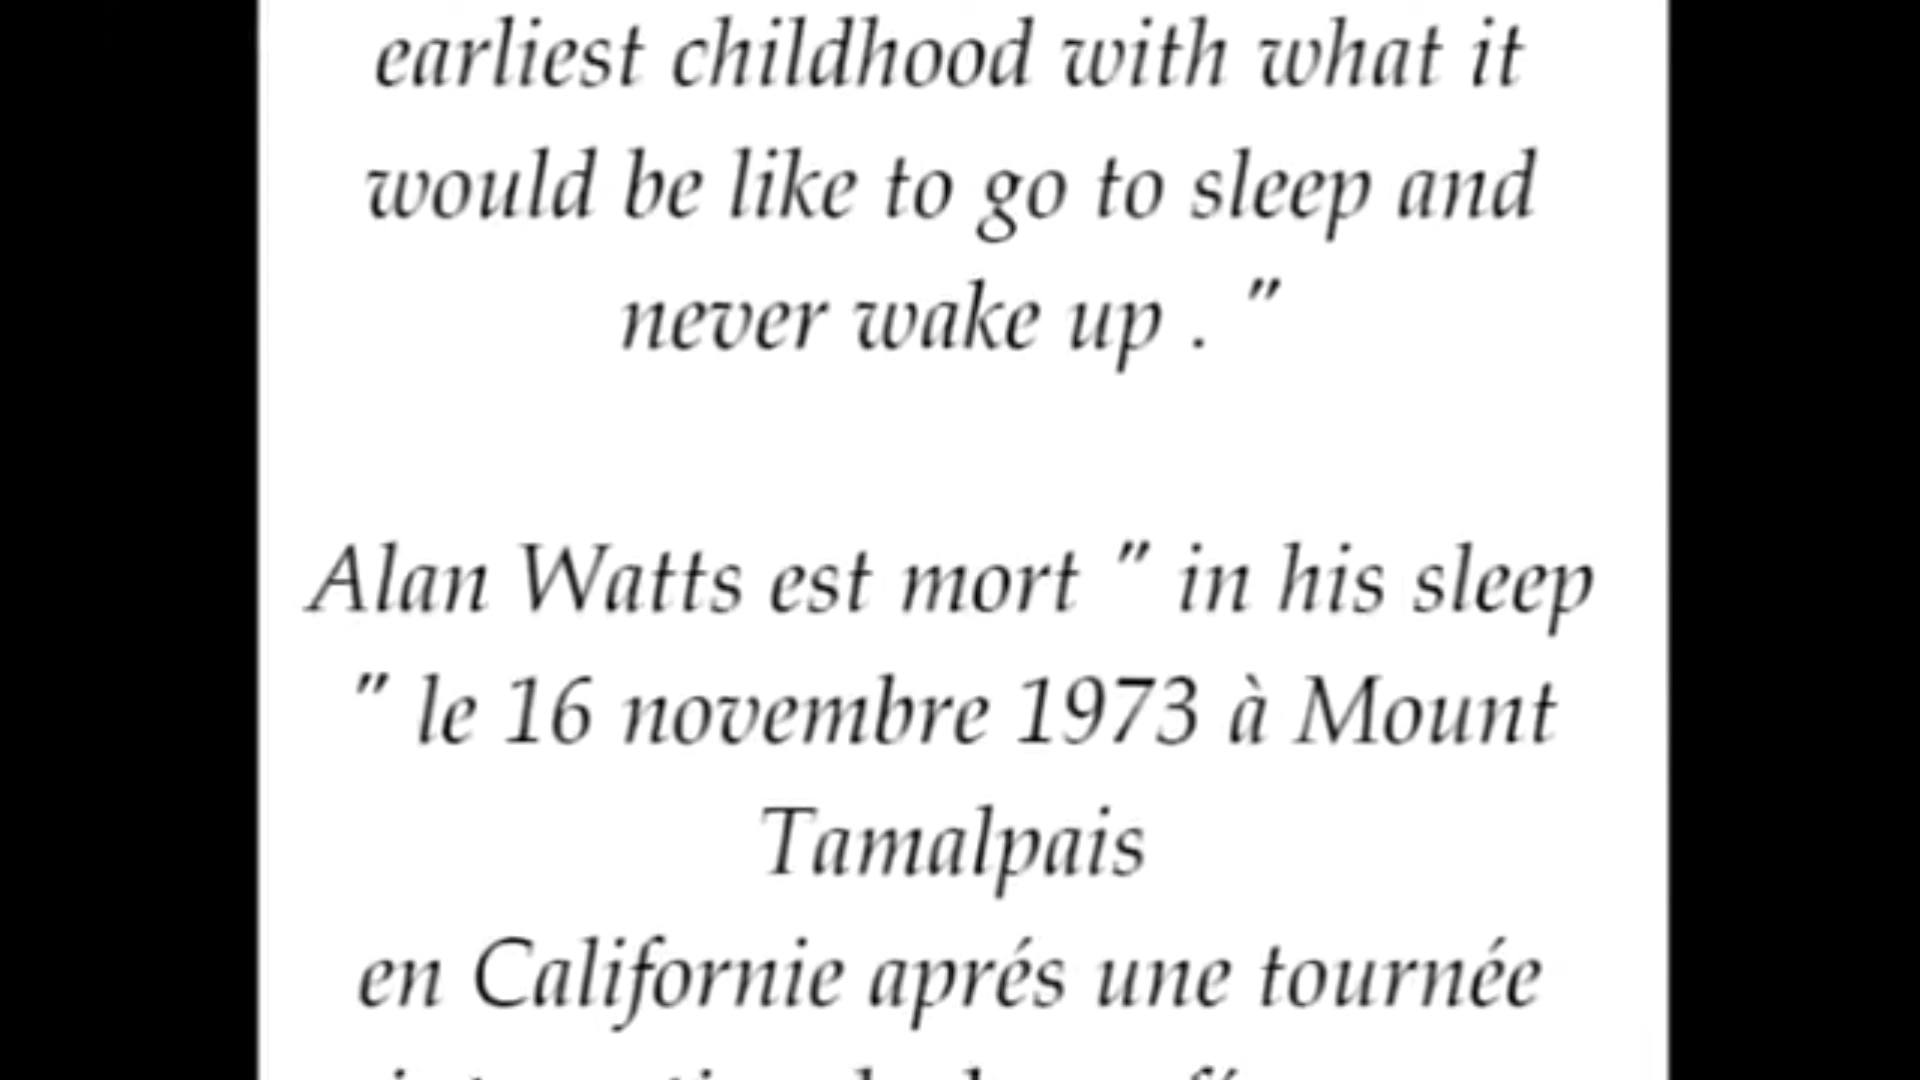 earliest childhood with what it
would be like to go to sleep and
never wake up . "
Alan Watts est mort " in his sleep
" le 16 novembre 1973 à Mount
Tamalpais
en Californie aprés une tournée